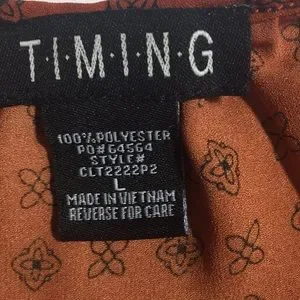 T·I·M·I·N·G
100% POLYESTER
PO# 64564
STYLE#
CLT2222P2
L
MADE IN VIETNAM
REVERSE FOR CARE